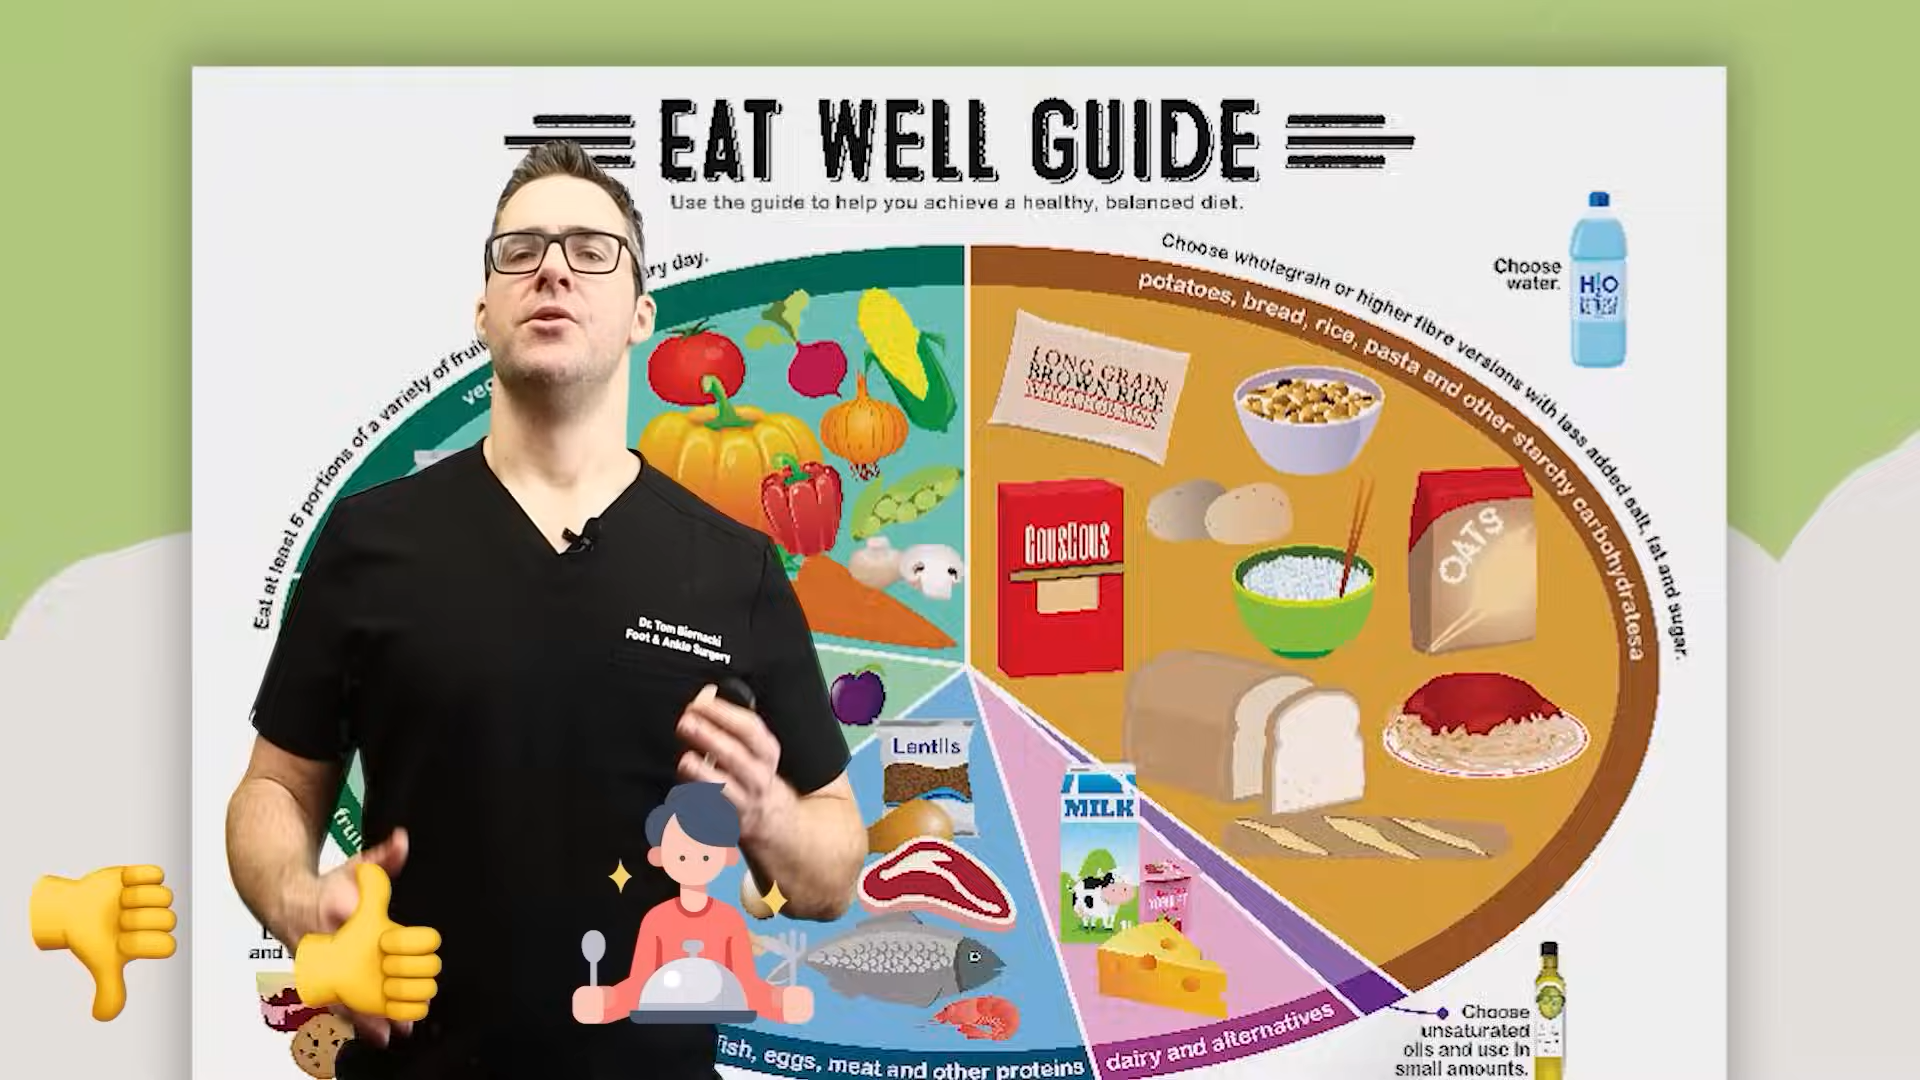 EAT WELL GUIDE
Use the guide to help you achieve a healthy, balanced diet.
ry day.
Eat at least 5 portions of a variety of fruit
Choose wholegrain or higher fibre versions with less added salt, fat and sugar.
potatoes, bread, rice, pasta and other starchy carbohydratesa
Choose
water.
H2O
veg
LONG GRAIN
BROWN RICE
COUSCOUS
OATS
Dr. Tom Biernacki
Foot & Ankle Surgery
Lentils
MILK
fruit
and
fish, eggs, meat and other proteins
dairy and alternatives
Choose
unsaturated
oils and use in
small amounts.